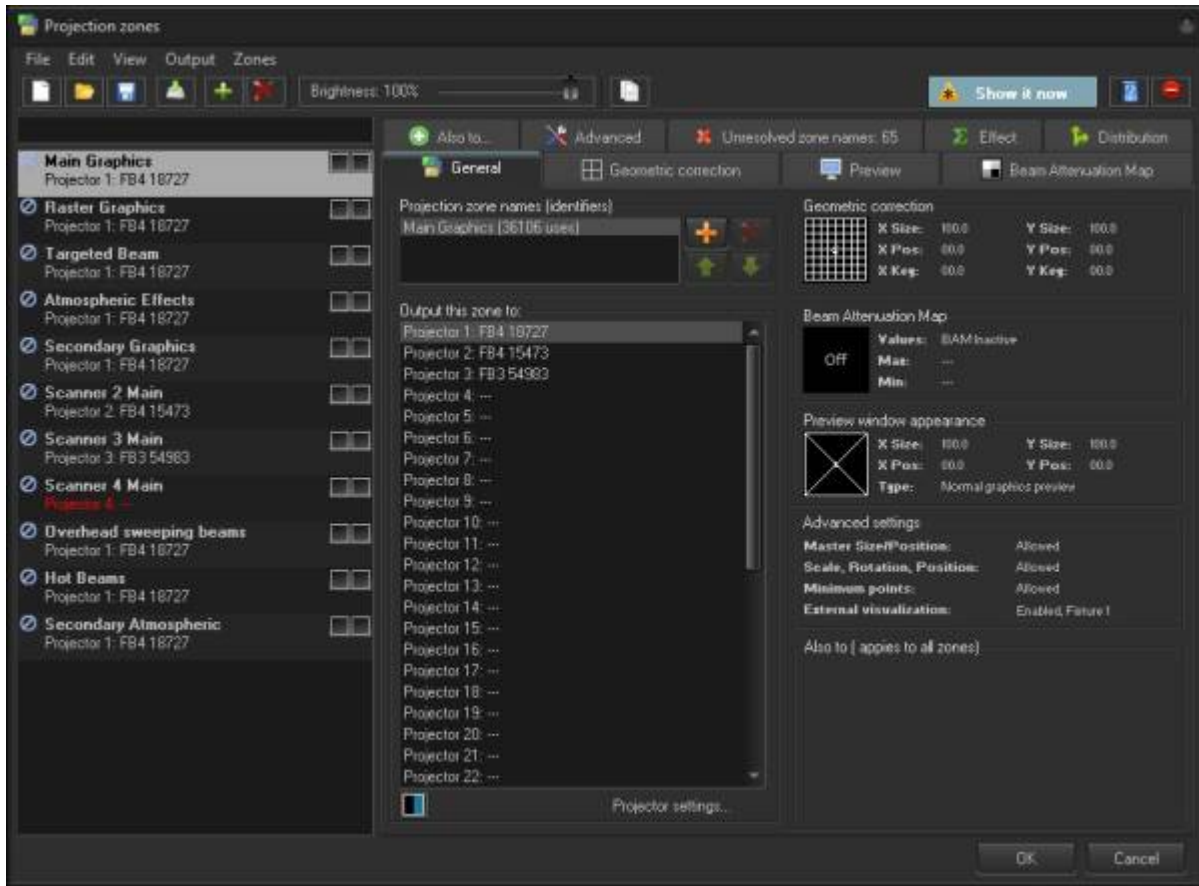 Projection zones
File Edit View Output Zones
Brightness: 100%
Show it now
Also to...
Advanced
Unresolved zone names: 65
Effect
Distribution
General
Geometric correction
Preview
Beam Attenuation Map
Main Graphics
Projector 1: FB4 18727
Raster Graphics
Projector 1: FB4 18727
Targeted Beam
Projector 1: FB4 18727
Atmospheric Effects
Projector 1: FB4 18727
Secondary Graphics
Projector 1: FB4 18727
Scanner 2 Main
Projector 2: FB4 15473
Scanner 3 Main
Projector 3: FB3 54983
Scanner 4 Main
Projector 4: ---
Overhead sweeping beams
Projector 1: FB4 18727
Hot Beams
Projector 1: FB4 18727
Secondary Atmospheric
Projector 1: FB4 18727
Projection zone names (identifiers)
Main Graphics (36106 uses)
Output this zone to:
Projector 1: FB4 18727
Projector 2: FB4 15473
Projector 3: FB3 54983
Projector 4: ---
Projector 5: ---
Projector 6: ---
Projector 7: ---
Projector 8: ---
Projector 9: ---
Projector 10: ---
Projector 11: ---
Projector 12: ---
Projector 13: ---
Projector 14: ---
Projector 15: ---
Projector 16: ---
Projector 17: ---
Projector 18: ---
Projector 19: ---
Projector 20: ---
Projector 21: ---
Projector 22: ---
Projector settings...
Geometric correction
X Size: 100.0 Y Size: 100.0
X Pos: 00.0 Y Pos: 00.0
X Key: 00.0 Y Key: 00.0
Beam Attenuation Map
Off
Values: BAM Inactive
Max: ---
Min: ---
Preview window appearance
X Size: 100.0 Y Size: 100.0
X Pos: 00.0 Y Pos: 00.0
Type: Normal graphics preview
Advanced settings
Master Size/Position: Allowed
Scale, Rotation, Position: Allowed
Minimum points: Allowed
External visualization: Enabled, Fixture 1
Also to ( appies to all zones)
OK
Cancel